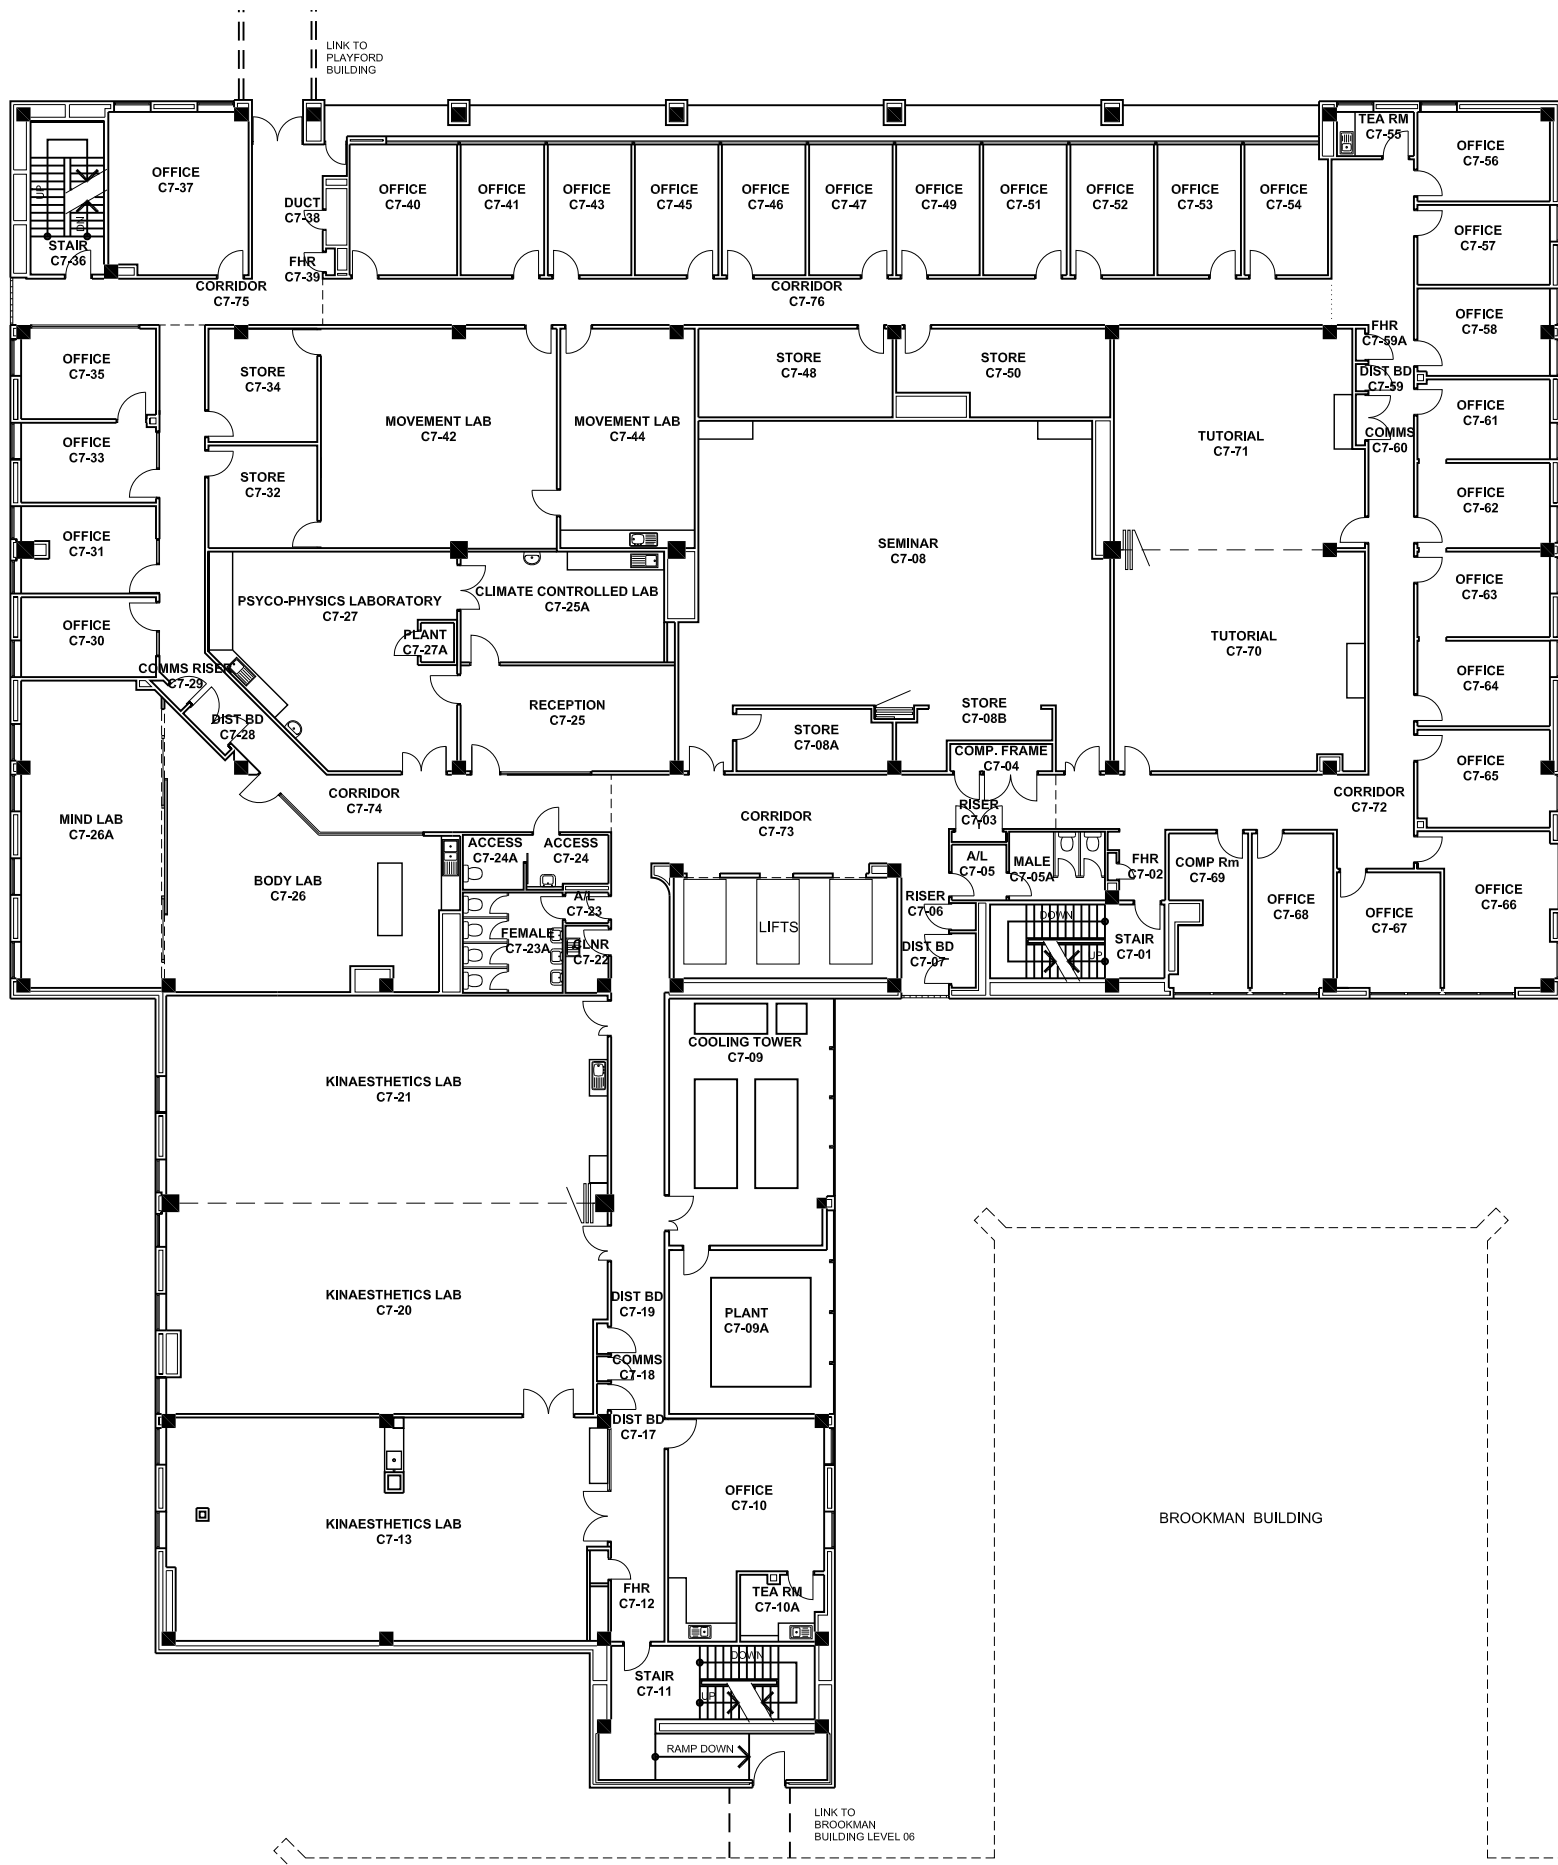 LINK TO
PLAYFORD
BUILDING
OFFICE
C7-37
UP
DN
STAIR
C7-36
DUCT
C7-38
FHR
C7-39
OFFICE
C7-40
OFFICE
C7-41
OFFICE
C7-43
OFFICE
C7-45
OFFICE
C7-46
OFFICE
C7-47
OFFICE
C7-49
OFFICE
C7-51
OFFICE
C7-52
OFFICE
C7-53
OFFICE
C7-54
TEA RM
C7-55
OFFICE
C7-56
OFFICE
C7-57
OFFICE
C7-58
CORRIDOR
C7-75
CORRIDOR
C7-76
FHR
C7-59A
DIST BD
C7-59
COMMS
C7-60
OFFICE
C7-61
OFFICE
C7-62
OFFICE
C7-63
OFFICE
C7-64
OFFICE
C7-65
OFFICE
C7-35
OFFICE
C7-33
OFFICE
C7-31
OFFICE
C7-30
STORE
C7-34
STORE
C7-32
MOVEMENT LAB
C7-42
MOVEMENT LAB
C7-44
STORE
C7-48
STORE
C7-50
TUTORIAL
C7-71
SEMINAR
C7-08
TUTORIAL
C7-70
PSYCO-PHYSICS LABORATORY
C7-27
CLIMATE CONTROLLED LAB
C7-25A
PLANT
C7-27A
COMMS RISER
C7-29
DIST BD
C7-28
RECEPTION
C7-25
STORE
C7-08A
STORE
C7-08B
COMP. FRAME
C7-04
RISER
C7-03
CORRIDOR
C7-74
CORRIDOR
C7-73
CORRIDOR
C7-72
MIND LAB
C7-26A
BODY LAB
C7-26
ACCESS
C7-24A
ACCESS
C7-24
A/L
C7-23
FEMALE
C7-23A
CLNR
C7-22
LIFTS
A/L
C7-05
MALE
C7-05A
RISER
C7-06
DIST BD
C7-07
FHR
C7-02
DOWN
UP
STAIR
C7-01
COMP Rm
C7-69
OFFICE
C7-68
OFFICE
C7-67
OFFICE
C7-66
KINAESTHETICS LAB
C7-21
COOLING TOWER
C7-09
KINAESTHETICS LAB
C7-20
DIST BD
C7-19
COMMS
C7-18
DIST BD
C7-17
PLANT
C7-09A
OFFICE
C7-10
KINAESTHETICS LAB
C7-13
FHR
C7-12
TEA RM
C7-10A
STAIR
C7-11
DOWN
UP
RAMP DOWN
BROOKMAN BUILDING
LINK TO
BROOKMAN
BUILDING LEVEL 06